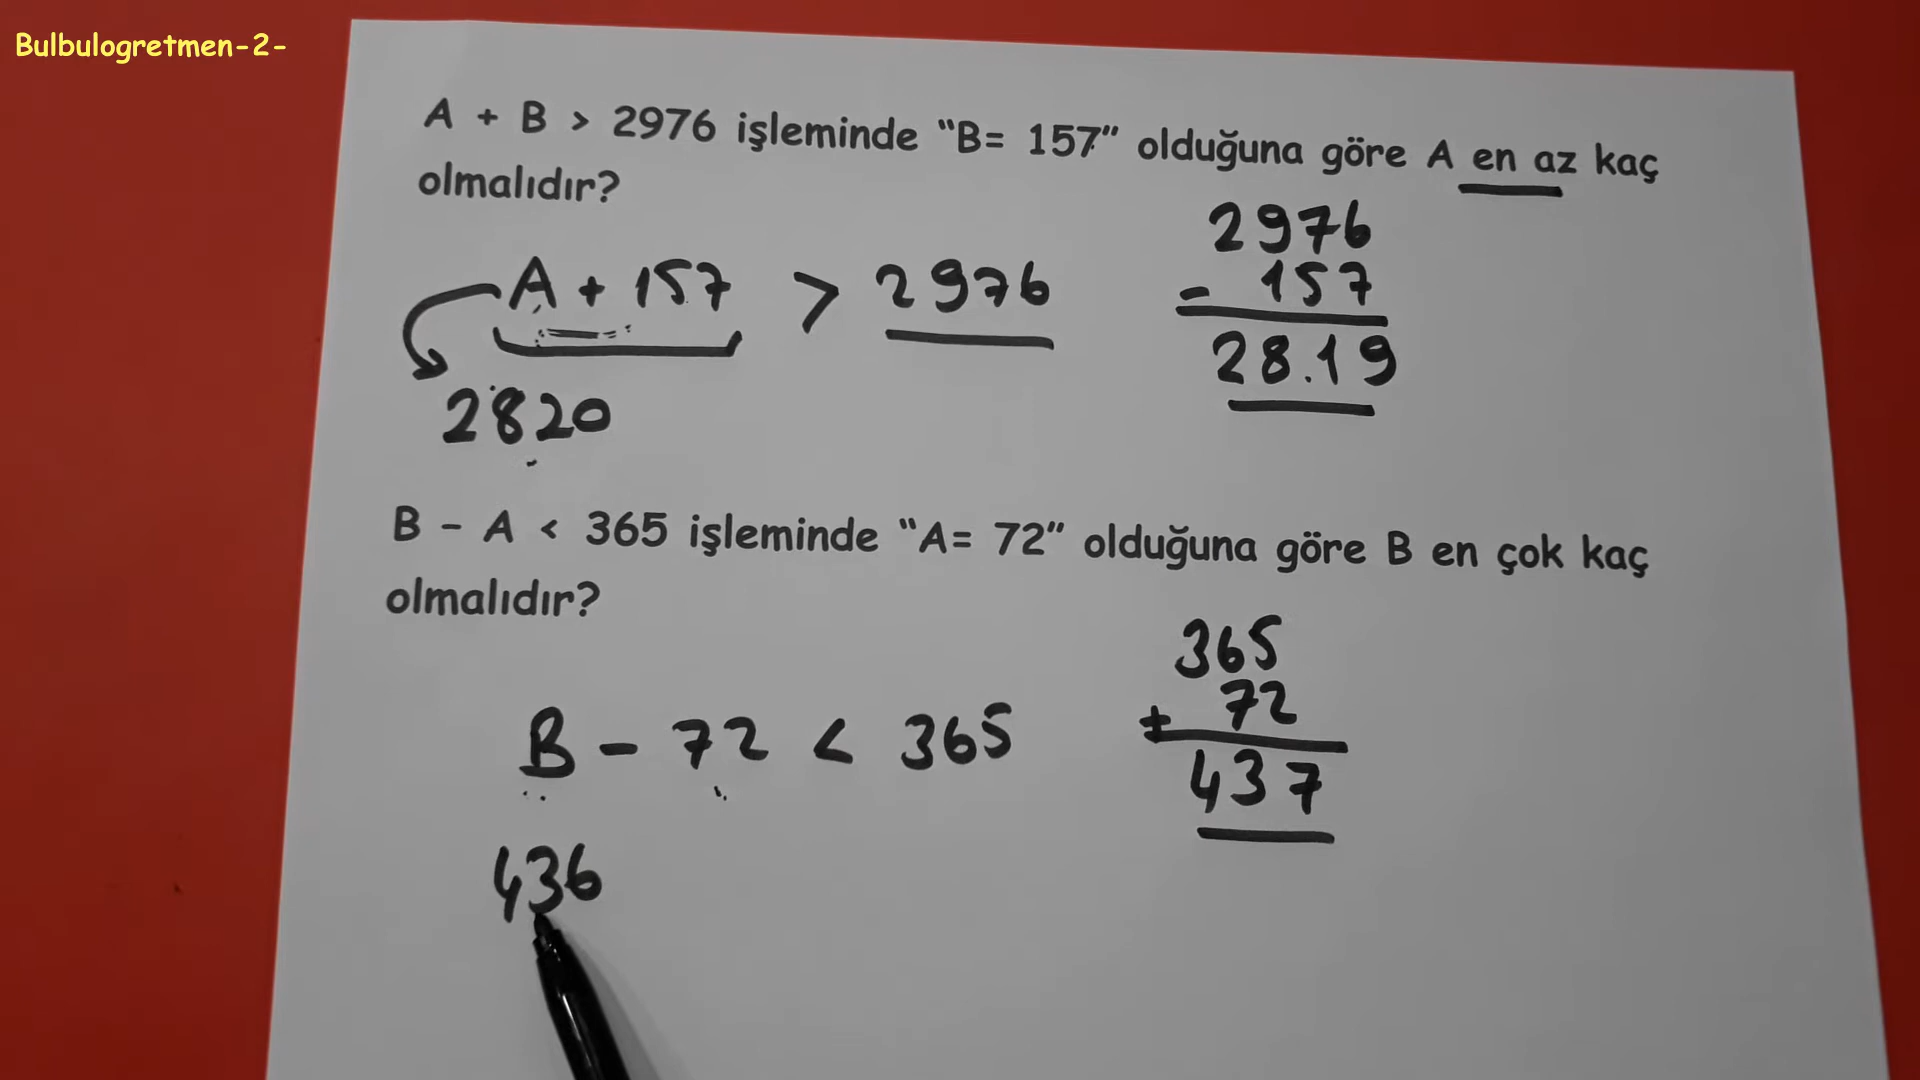 Bulbulogretmen-2-
A + B > 2976 işleminde “B= 157” olduğuna göre A en az kaç
olmalıdır?
A + 157 > 2976
2820
2976
- 157
28.19
B - A < 365 işleminde “A= 72” olduğuna göre B en çok kaç
olmalıdır?
B - 72 < 365
436
365
+ 72
437